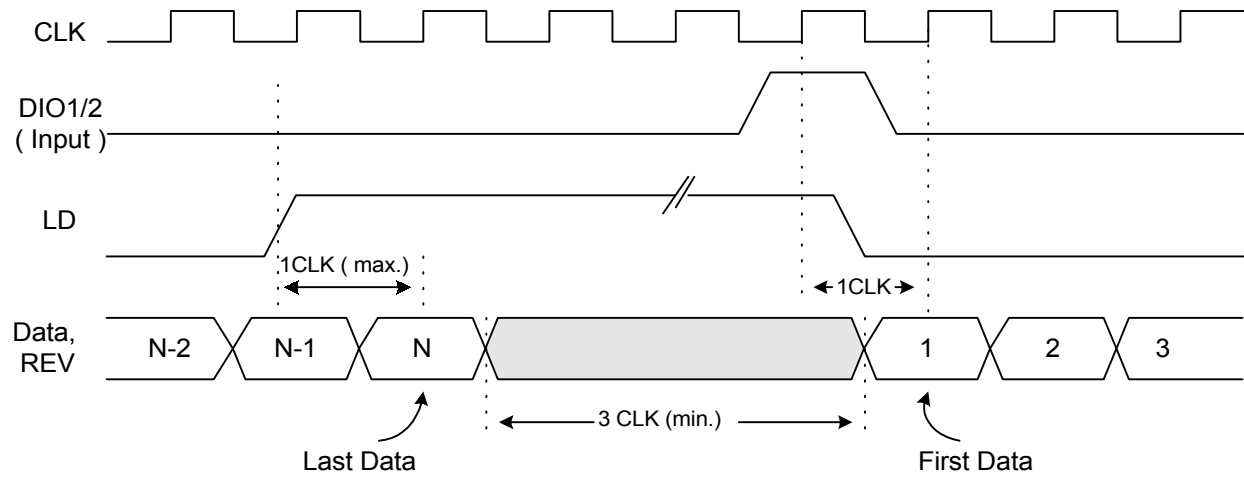 CLK
DIO1/2
( Input )
LD
1CLK ( max.)
1CLK
Data,
REV
N-2
N-1
N
1
2
3
3 CLK (min.)
Last Data
First Data